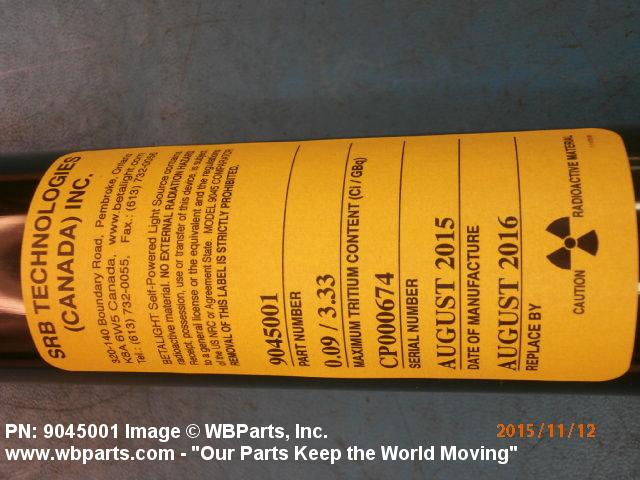 SRB TECHNOLOGIES
(CANADA) INC.
320-140 Boundary Road, Pembroke, Ontario
K8A 6W5 Canada, www.betalight.com
Tel.: (613) 732-0055, Fax.: (613) 732-0056
BETALIGHT Self-Powered Light Source contains
radioactive material. NO EXTERNAL RADIATION HAZARD
Receipt, possession, use or transfer of this device, is subject
to a general license or the equivalent and the regulations
of the US NRC or Agreement State. MODEL 9045 COMP/
REMOVAL OF THIS LABEL IS STRICTLY PROHIBITED.
9045001
PART NUMBER
0.09 / 3.33
MAXIMUM TRITIUM CONTENT (Ci / GBq)
CP000674
SERIAL NUMBER
AUGUST 2015
DATE OF MANUFACTURE
AUGUST 2016
REPLACE BY
CAUTION RADIOACTIVE MATERIAL
PN: 9045001 Image © WBParts, Inc.
2015/11/12
www.wbparts.com - "Our Parts Keep the World Moving"